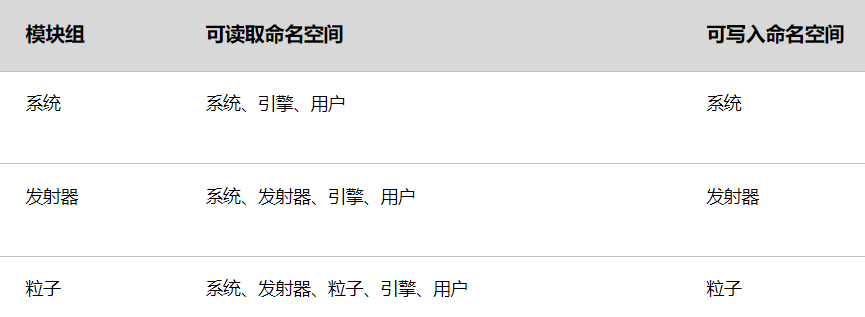 模块组 可读取命名空间 可写入命名空间
系统 系统、引擎、用户 系统
发射器 系统、发射器、引擎、用户 发射器
粒子 系统、发射器、粒子、引擎、用户 粒子